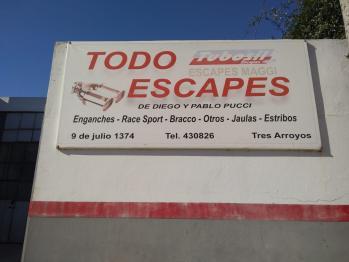 TODO
ESCAPES MAGGI
ESCAPES
DE DIEGO Y PABLO PUCCI
Enganches - Race Sport - Bracco - Otros - Jaulas - Estribos
9 de julio 1374 Tel. 430826 Tres Arroyos